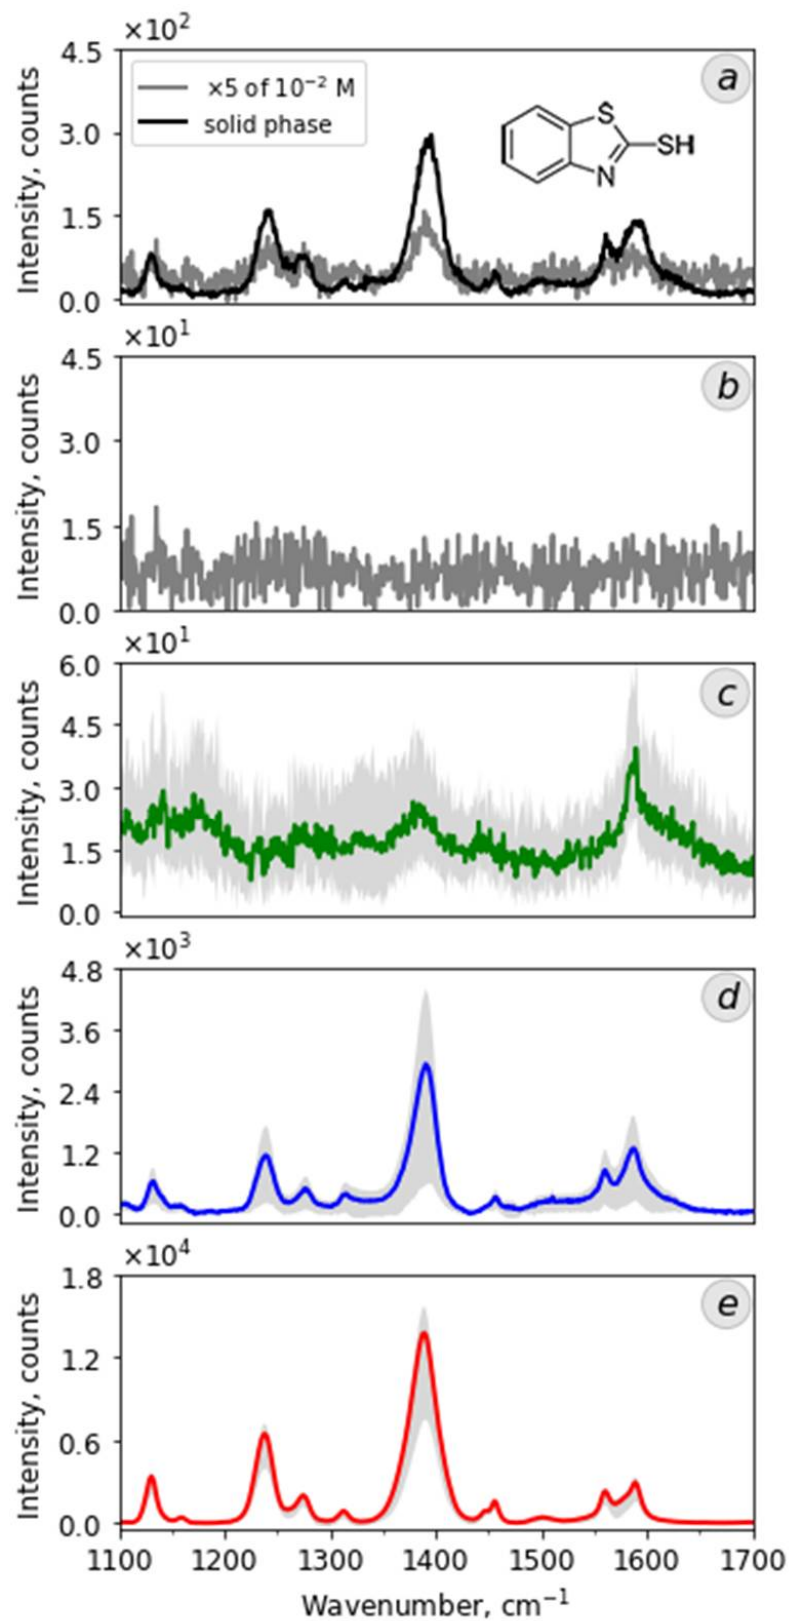 ×10²
4.5
3.0
1.5
0.0
Intensity, counts
×5 of 10⁻² M
solid phase
S
SH
N
a
×10¹
4.5
3.0
1.5
0.0
Intensity, counts
b
×10¹
6.0
4.5
3.0
1.5
0.0
Intensity, counts
c
×10³
4.8
3.6
2.4
1.2
0.0
Intensity, counts
d
×10⁴
1.8
1.2
0.6
0.0
Intensity, counts
e
1100 1200 1300 1400 1500 1600 1700
Wavenumber, cm⁻¹